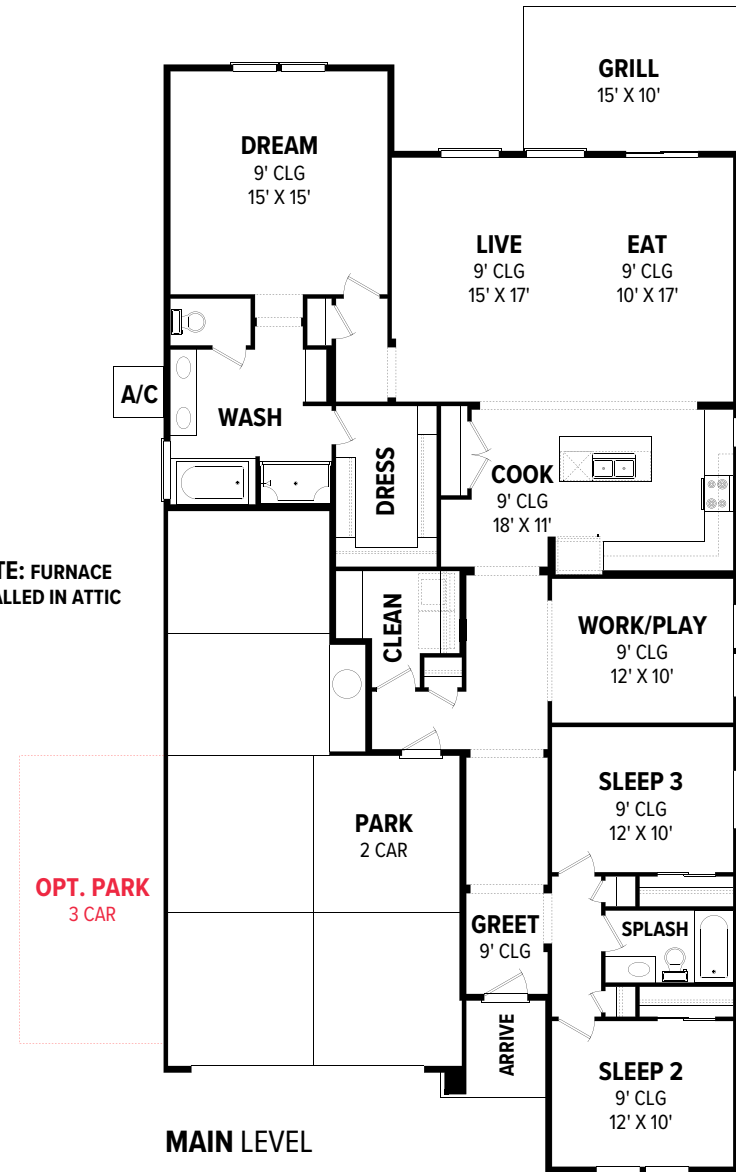 GRILL
15' X 10'
DREAM
9' CLG
15' X 15'
LIVE
9' CLG
15' X 17'
EAT
9' CLG
10' X 17'
A/C
WASH
DRESS
COOK
9' CLG
18' X 11'
TE: FURNACE
ALLED IN ATTIC
CLEAN
WORK/PLAY
9' CLG
12' X 10'
SLEEP 3
9' CLG
12' X 10'
PARK
2 CAR
OPT. PARK
3 CAR
GREET
9' CLG
SPLASH
ARRIVE
SLEEP 2
9' CLG
12' X 10'
MAIN LEVEL